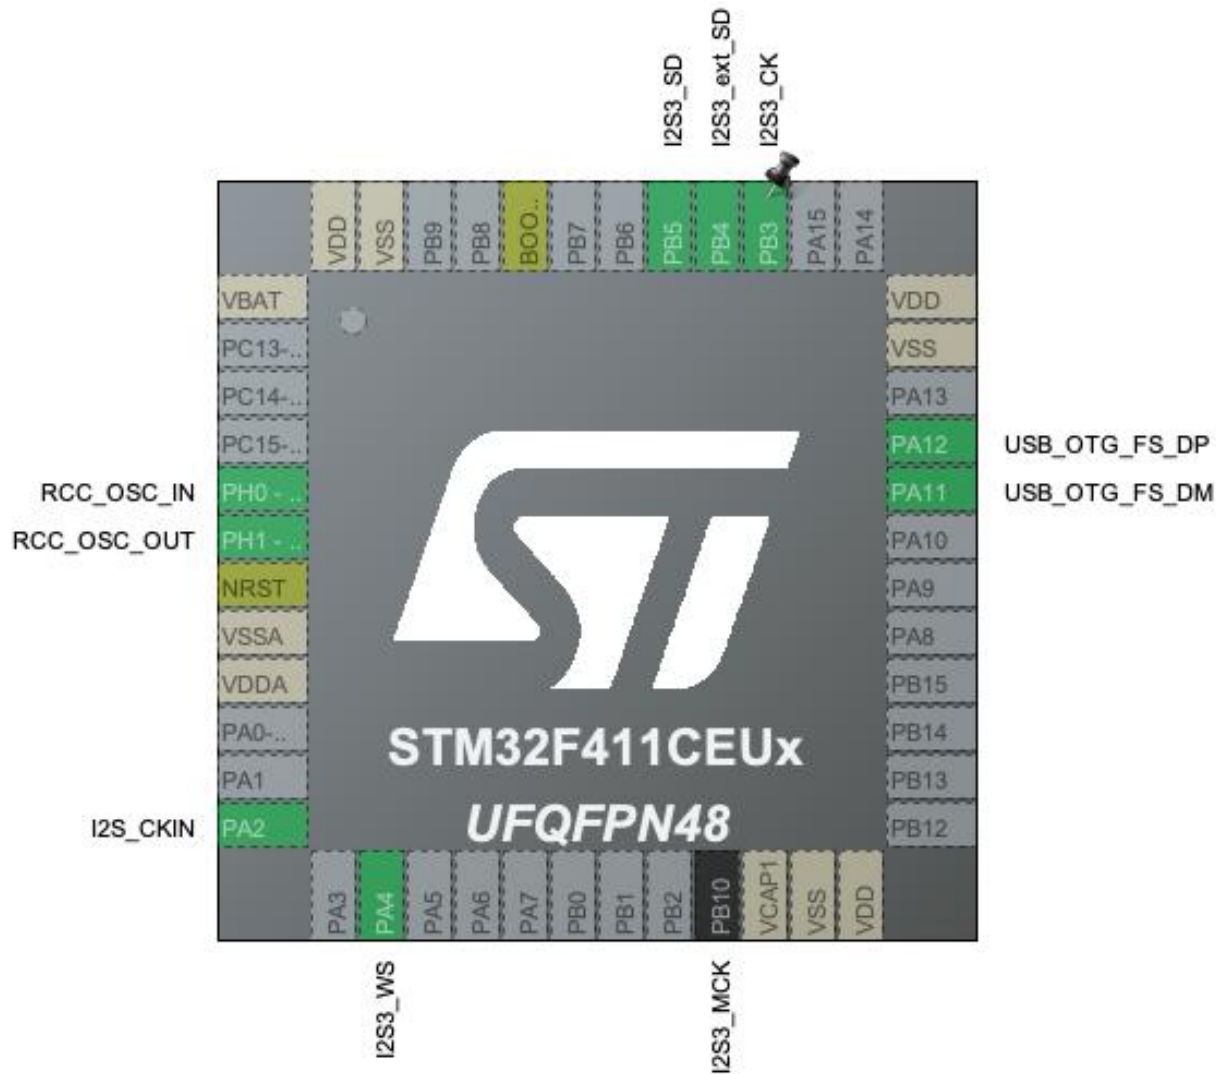 I2S3_SD
I2S3_ext_SD
I2S3_CK
VDD
VSS
PB9
PB8
BOO..
PB7
PB6
PB5
PB4
PB3
PA15
PA14
VBAT
PC13-..
PC14-..
PC15-..
RCC_OSC_IN PH0 - ..
RCC_OSC_OUT PH1 - ..
NRST
VSSA
VDDA
PA0-..
PA1
I2S_CKIN PA2
VDD
VSS
PA13
PA12 USB_OTG_FS_DP
PA11 USB_OTG_FS_DM
PA10
PA9
PA8
PB15
PB14
PB13
PB12
STM32F411CEUx
UFQFPN48
PA3
PA4
PA5
PA6
PA7
PB0
PB1
PB2
PB10
VCAP1
VSS
VDD
I2S3_WS
I2S3_MCK